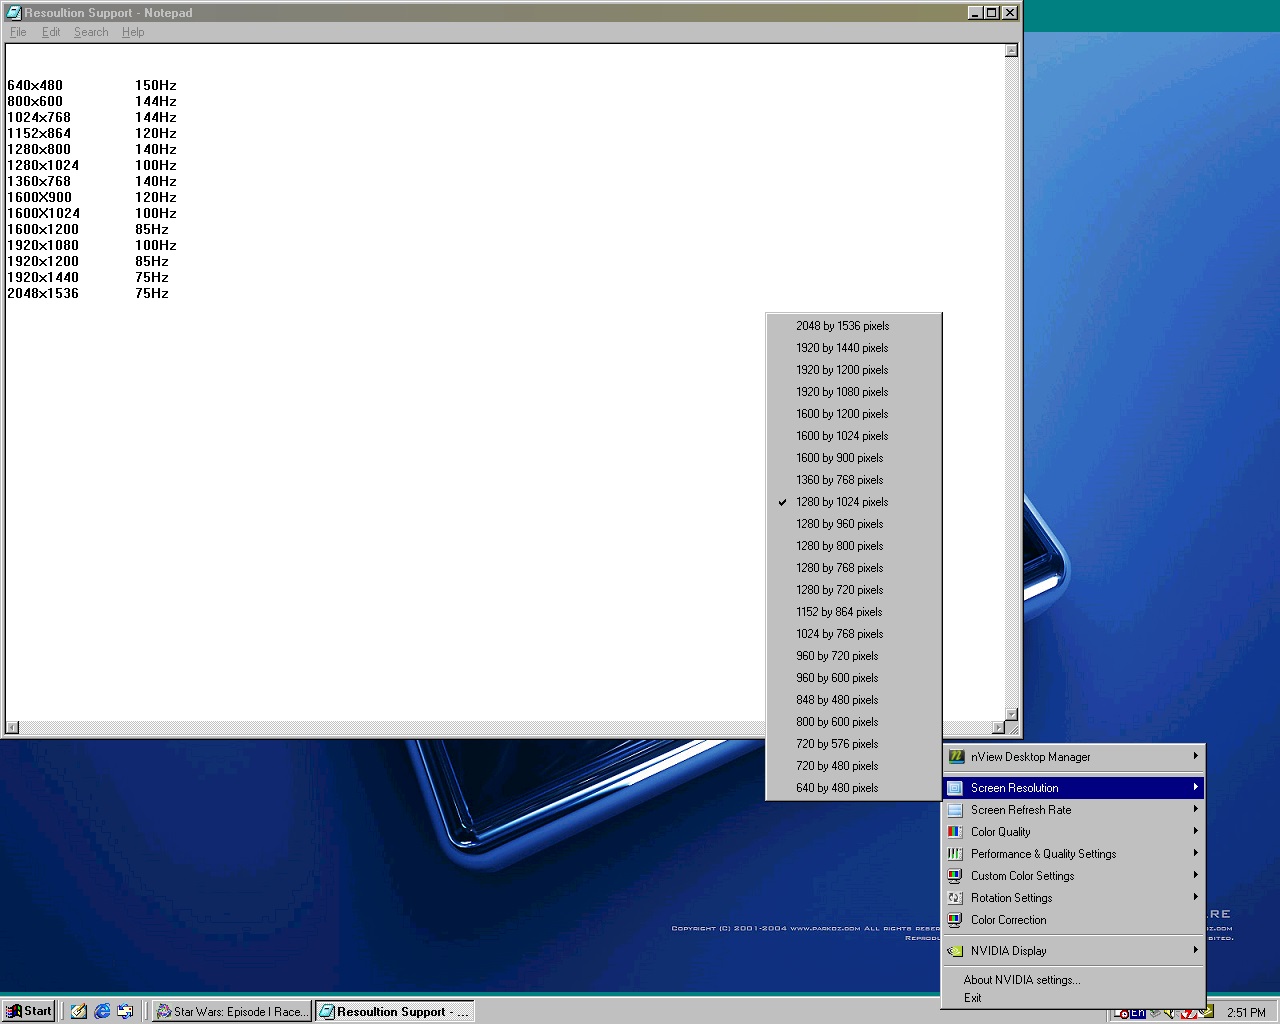 Resoultion Support - Notepad
File Edit Search Help
640x480 150Hz
800x600 144Hz
1024x768 144Hz
1152x864 120Hz
1280x800 140Hz
1280x1024 100Hz
1360x768 140Hz
1600X900 120Hz
1600X1024 100Hz
1600x1200 85Hz
1920x1080 100Hz
1920x1200 85Hz
1920x1440 75Hz
2048x1536 75Hz
2048 by 1536 pixels
1920 by 1440 pixels
1920 by 1200 pixels
1920 by 1080 pixels
1600 by 1200 pixels
1600 by 1024 pixels
1600 by 900 pixels
1360 by 768 pixels
1280 by 1024 pixels
1280 by 960 pixels
1280 by 800 pixels
1280 by 768 pixels
1280 by 720 pixels
1152 by 864 pixels
1024 by 768 pixels
960 by 720 pixels
960 by 600 pixels
848 by 480 pixels
800 by 600 pixels
720 by 576 pixels
720 by 480 pixels
640 by 480 pixels
nView Desktop Manager
Screen Resolution
Screen Refresh Rate
Color Quality
Performance & Quality Settings
Custom Color Settings
Rotation Settings
Color Correction
NVIDIA Display
About NVIDIA settings...
Exit
Copyright (C) 2001-2004 www.parkoz.com All rights
Start
Star Wars: Episode I Race...
Resoultion Support - ...
En
2:51 PM